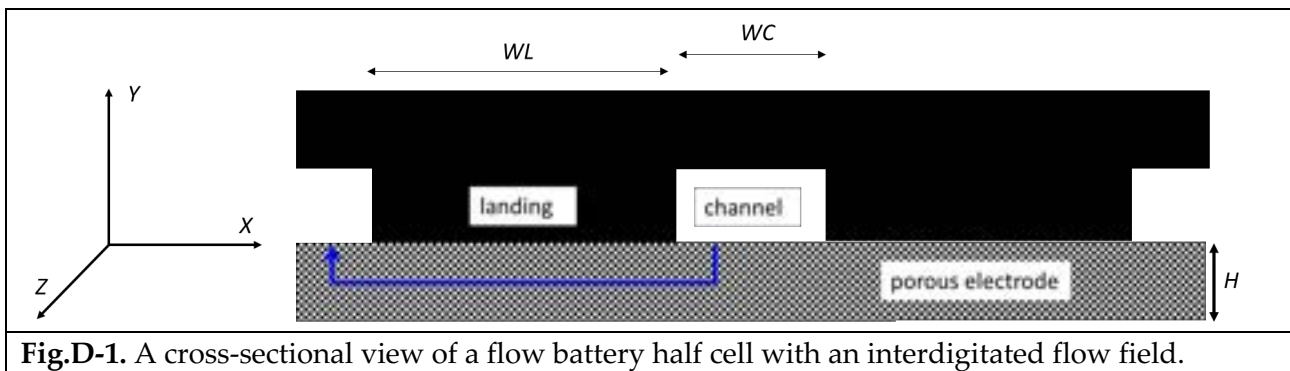 WL
WC
Y
X
Z
landing
channel
porous electrode
H
Fig.D-1. A cross-sectional view of a flow battery half cell with an interdigitated flow field.